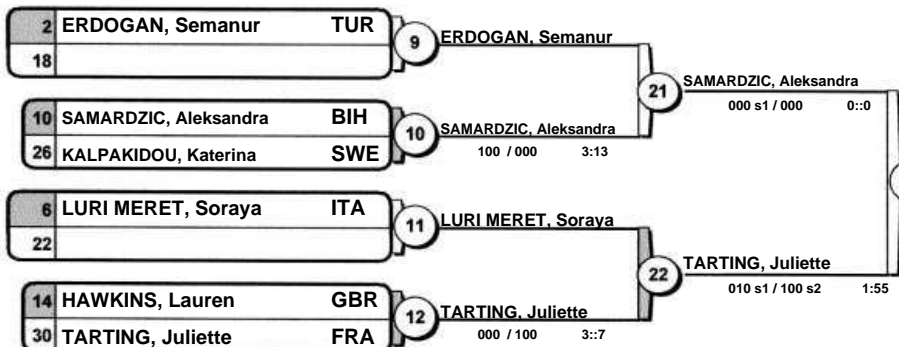 2 ERDOGAN, Semanur TUR
18
9 ERDOGAN, Semanur
21 SAMARDZIC, Aleksandra
000 s1 / 000 0::0
10 SAMARDZIC, Aleksandra BIH
26 KALPAKIDOU, Katerina SWE
10 SAMARDZIC, Aleksandra
100 / 000 3:13
6 LURI MERET, Soraya ITA
22
11 LURI MERET, Soraya
22 TARTING, Juliette
010 s1 / 100 s2 1:55
14 HAWKINS, Lauren GBR
30 TARTING, Juliette FRA
12 TARTING, Juliette
000 / 100 3::7